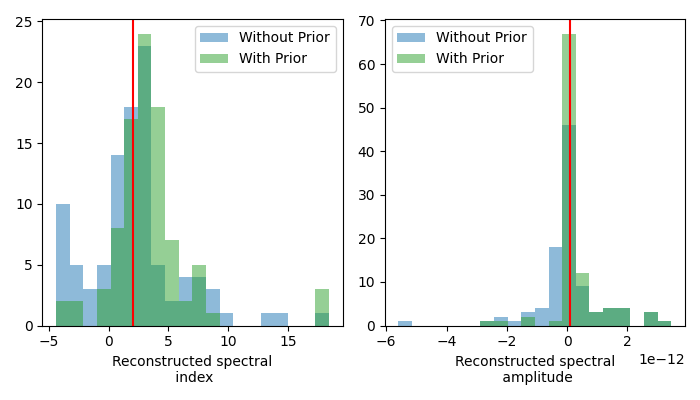 25
20
15
10
5
0
−5
0
5
10
15
Reconstructed spectral
index
Without Prior
With Prior
70
60
50
40
30
20
10
0
−6
−4
−2
0
2
1e−12
Reconstructed spectral
amplitude
Without Prior
With Prior